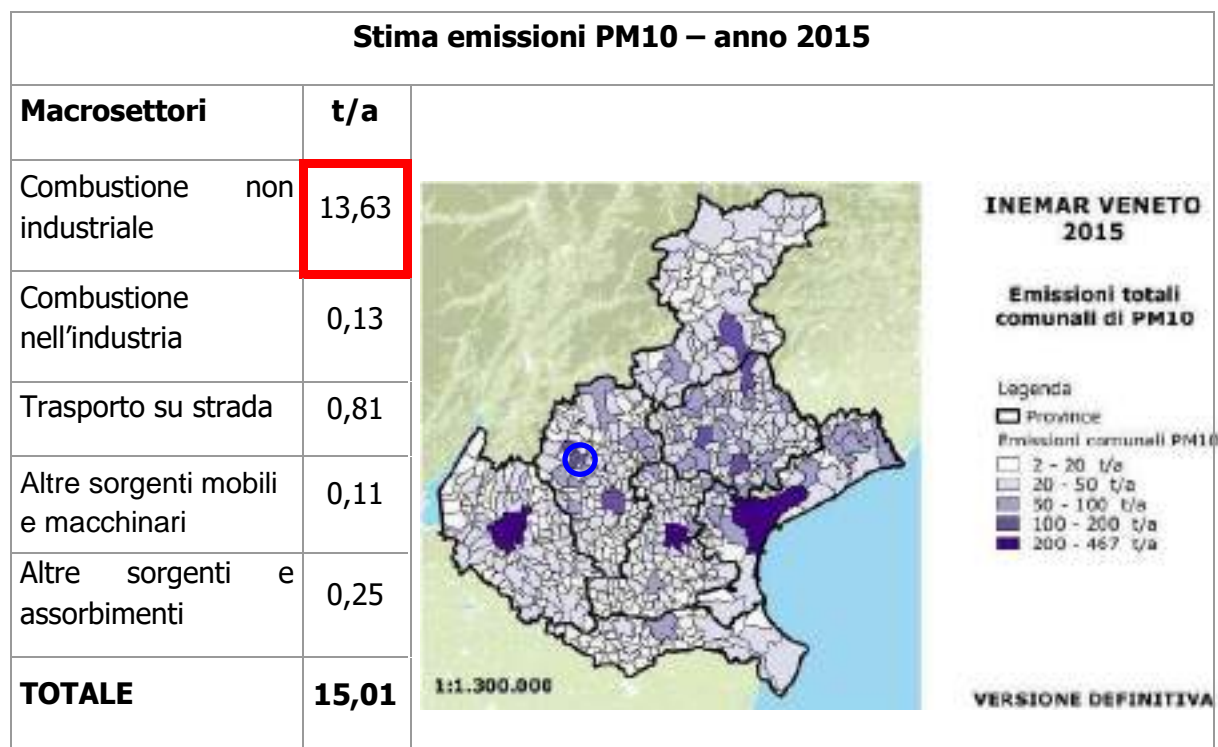 Stima emissioni PM10 – anno 2015
Macrosettori t/a
Combustione non
industriale
13,63
Combustione
nell’industria
0,13
Trasporto su strada 0,81
Altre sorgenti mobili
e macchinari
0,11
Altre sorgenti e
assorbimenti
0,25
TOTALE 15,01
INEMAR VENETO
2015
Emissioni totali
comunali di PM10
Legenda
Province
Emissioni comunali PM10
2 - 20 t/a
20 - 50 t/a
50 - 100 t/a
100 - 200 t/a
200 - 467 t/a
1:1.300.000
VERSIONE DEFINITIVA